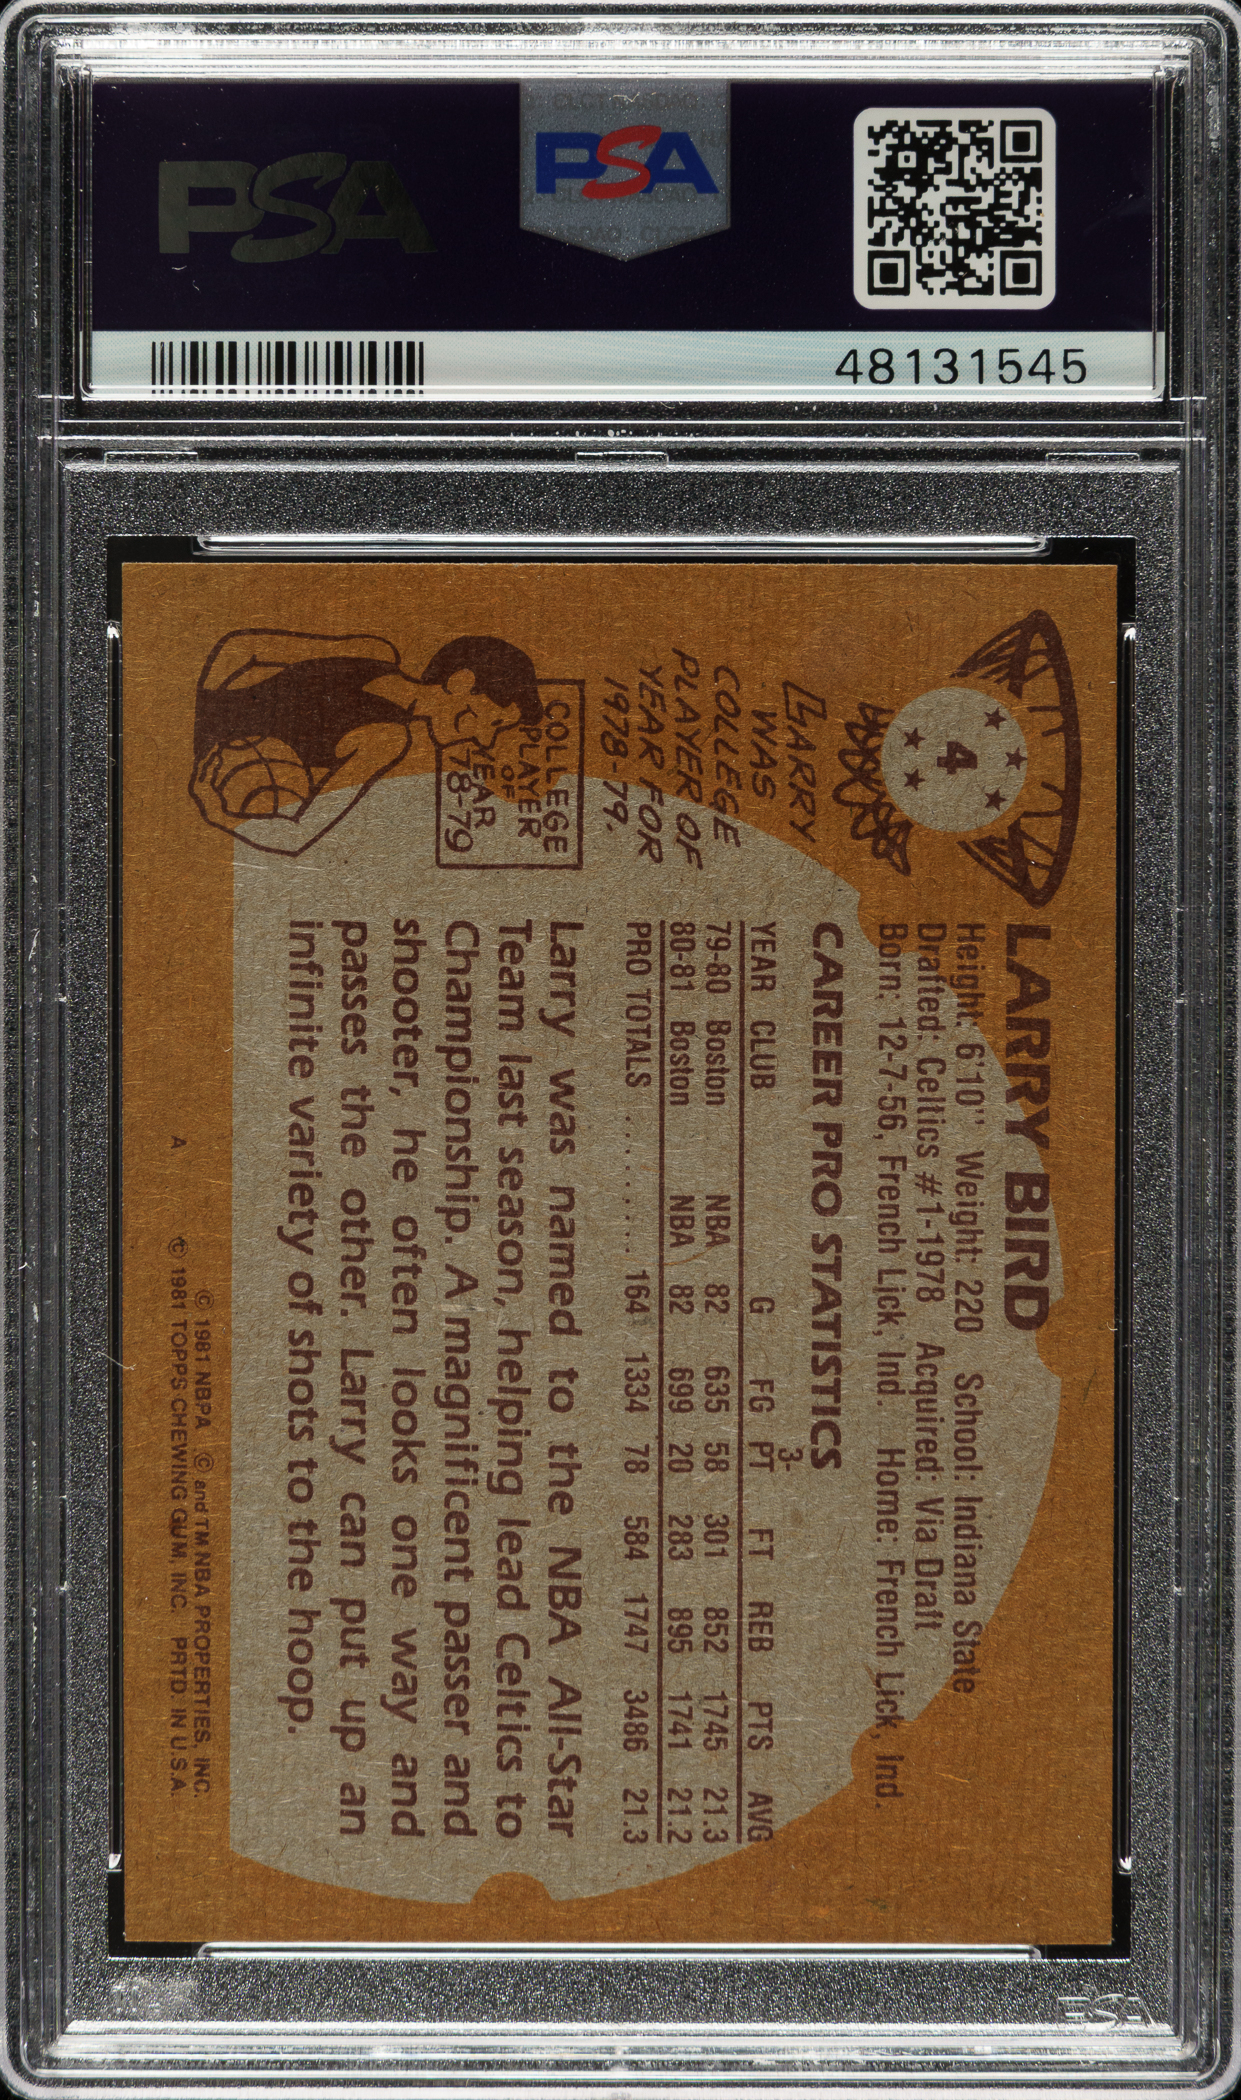 PSA
PSA
48131545
4
LARRY
WAS
COLLEGE
PLAYER OF
YEAR FOR
1978-79.
COLLEGE
PLAYER
OF
YEAR
78-79
LARRY BIRD
Height: 6'10" Weight: 220 School: Indiana State
Drafted: Celtics #1-1978 Acquired: Via Draft
Born: 12-7-56, French Lick, Ind. Home: French Lick, Ind.
CAREER PRO STATISTICS
3-
YEAR CLUB G FG PT FT REB PTS AVG
79-80 Boston NBA 82 635 58 301 852 1745 21.3
80-81 Boston NBA 82 699 20 283 895 1741 21.2
PRO TOTALS ........ 164 1334 78 584 1747 3486 21.3
Larry was named to the NBA All-Star
Team last season, helping lead Celtics to
Championship. A magnificent passer and
shooter, he often looks one way and
passes the other. Larry can put up an
infinite variety of shots to the hoop.
© 1981 NBPA © and TM NBA PROPERTIES, INC.
A © 1981 TOPPS CHEWING GUM, INC. PRTD. IN U.S.A.
PSA